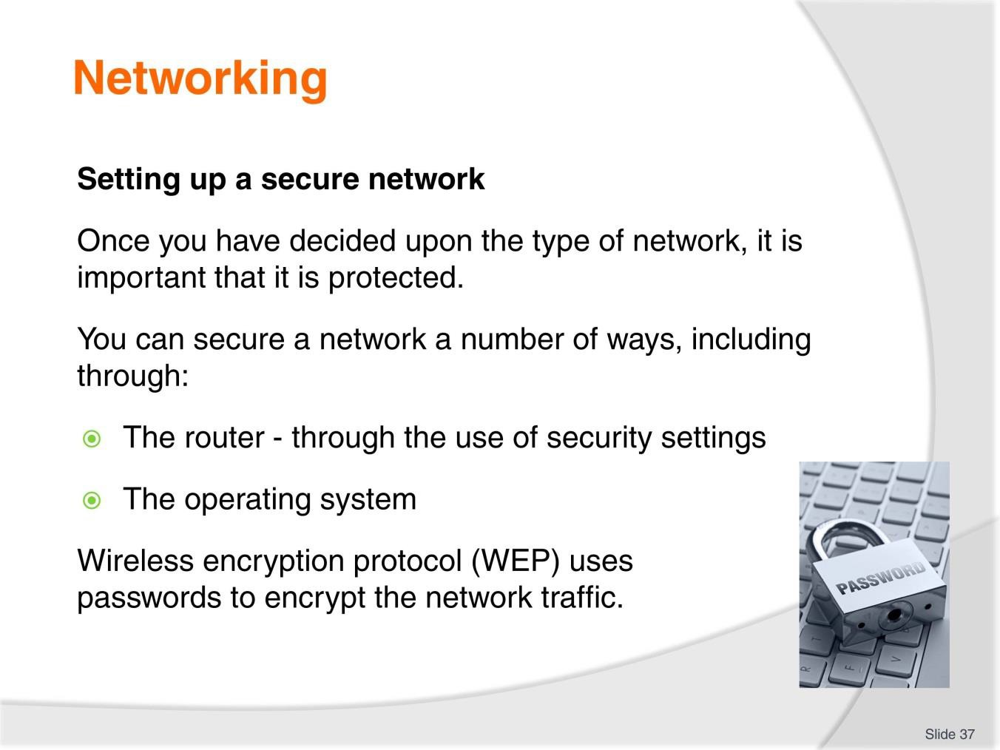 Networking
Setting up a secure network
Once you have decided upon the type of network, it is
important that it is protected.
You can secure a network a number of ways, including
through:
The router - through the use of security settings
The operating system
Wireless encryption protocol (WEP) uses
passwords to encrypt the network traffic.
PASSWORD
T
R
F
V
Slide 37